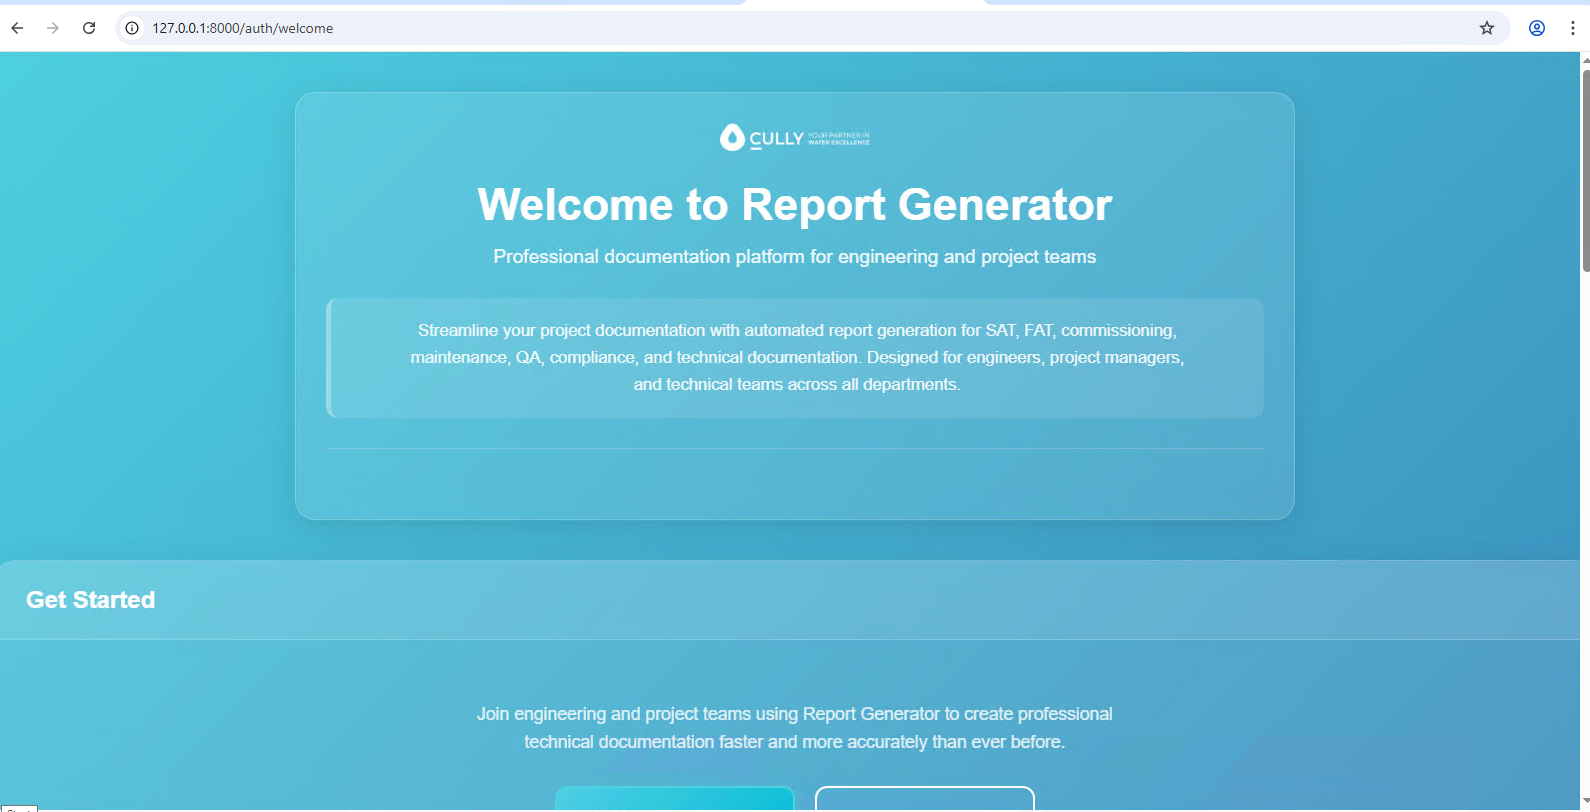 127.0.0.1:8000/auth/welcome
CULLY
YOUR PARTNER IN
WATER EXCELLENCE
Welcome to Report Generator
Professional documentation platform for engineering and project teams
Streamline your project documentation with automated report generation for SAT, FAT, commissioning,
maintenance, QA, compliance, and technical documentation. Designed for engineers, project managers,
and technical teams across all departments.
Get Started
Join engineering and project teams using Report Generator to create professional
technical documentation faster and more accurately than ever before.